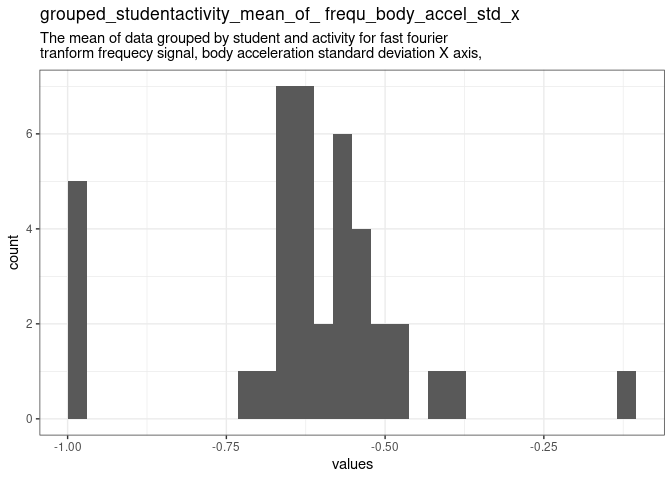 grouped_studentactivity_mean_of_ frequ_body_accel_std_x
The mean of data grouped by student and activity for fast fourier
tranform frequecy signal, body acceleration standard deviation X axis,
6
4
2
0
count
-1.00 -0.75 -0.50 -0.25
values